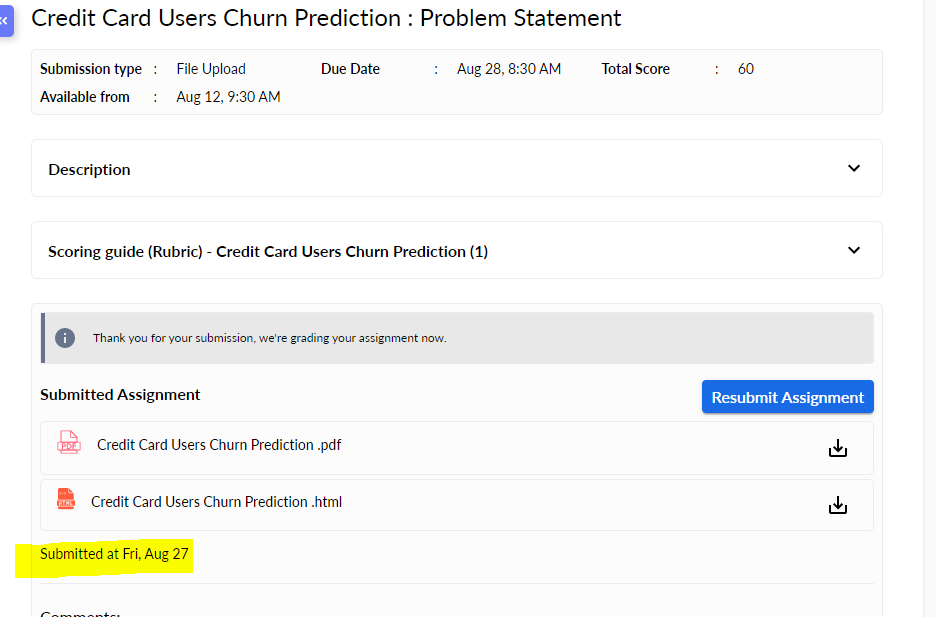 Credit Card Users Churn Prediction : Problem Statement
Submission type : File Upload Due Date : Aug 28, 8:30 AM Total Score : 60
Available from : Aug 12, 9:30 AM
Description
Scoring guide (Rubric) - Credit Card Users Churn Prediction (1)
Thank you for your submission, we're grading your assignment now.
Submitted Assignment Resubmit Assignment
PDF Credit Card Users Churn Prediction .pdf
HTML Credit Card Users Churn Prediction .html
Submitted at Fri, Aug 27
Comments: